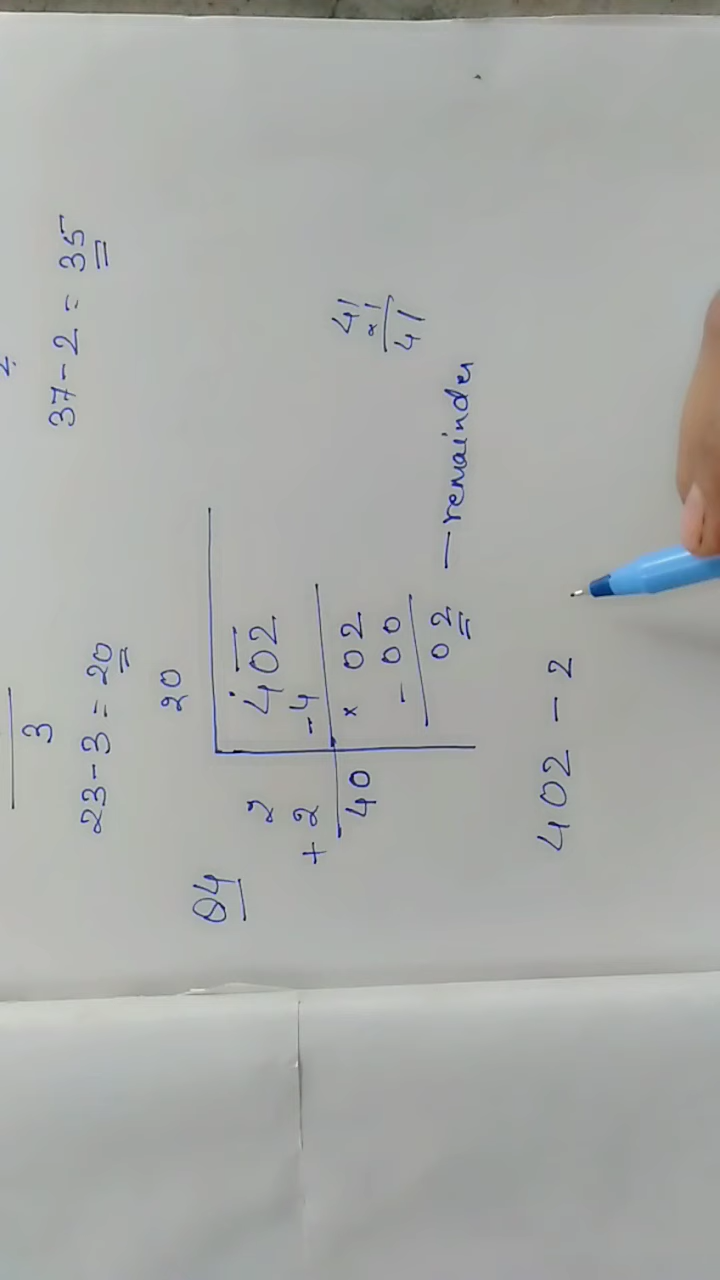 3
23-3 = 20
37-2 = 35
Q4
20
2 402
+2 -4
40 × 02
- 00
02 — remainder
41
×1
41
402 - 2